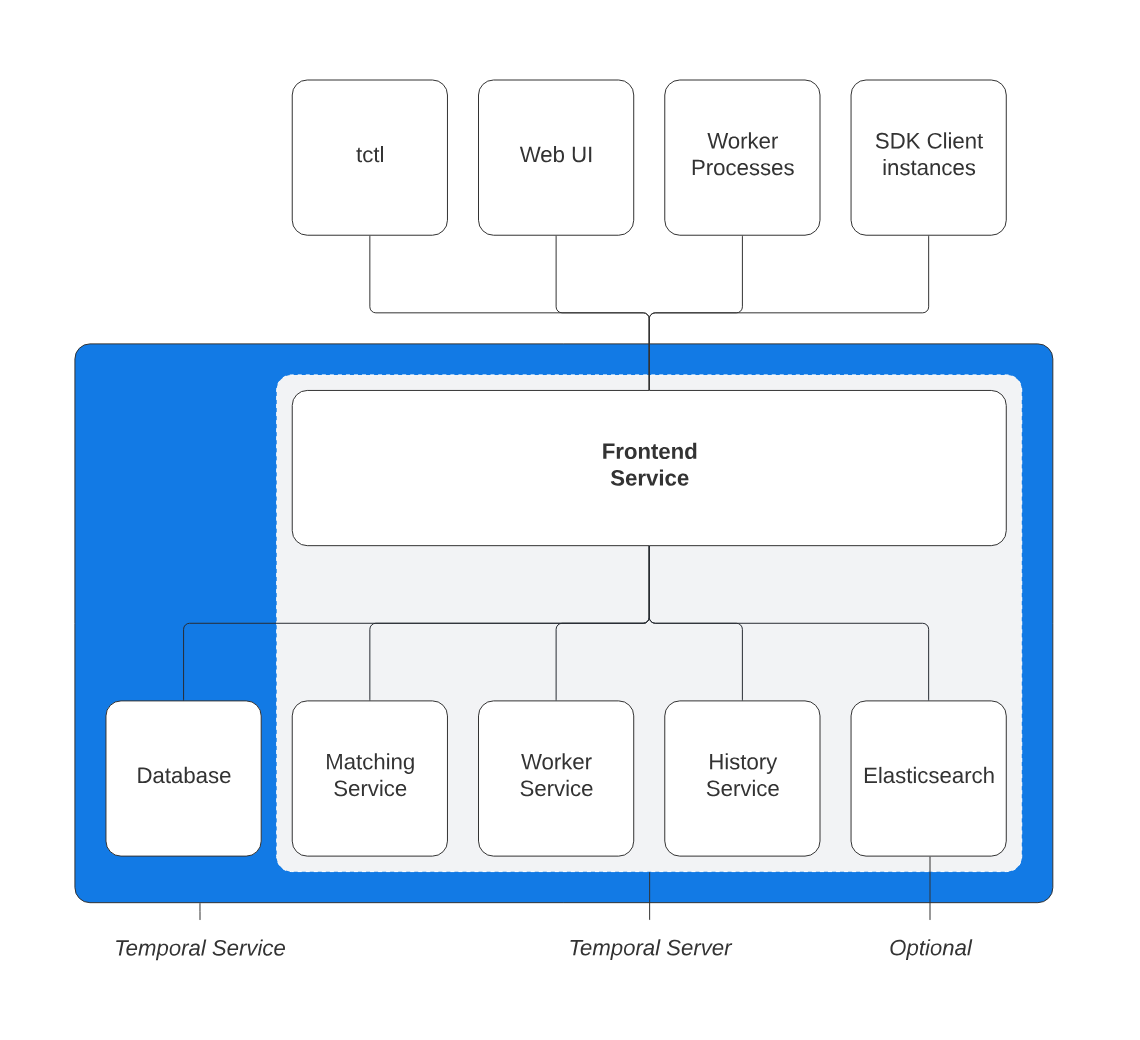 tctl
Web UI
Worker
Processes
SDK Client
instances
Frontend
Service
Database
Matching
Service
Worker
Service
History
Service
Elasticsearch
Temporal Service
Temporal Server
Optional